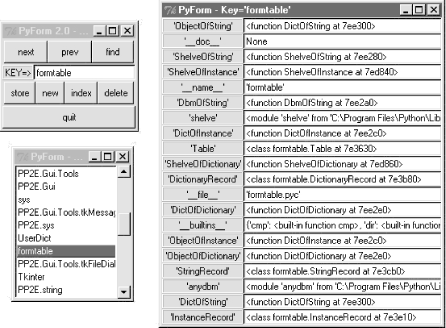 PyForm 2.0 - ...
next prev find
KEY=> formtable
store new index delete
quit
PyForm - ...
PP2E.Gui.Tools
PP2E.Gui
sys
PP2E.Gui.Tools.tkMessag
PP2E.sys
UserDict
formtable
PP2E.Gui.Tools.tkFileDial
Tkinter
PP2E.string
PyForm - Key='formtable'
'ObjectOfString' <function DictOfString at 7ee300>
'__doc__' None
'ShelveOfString' <function ShelveOfString at 7ee280>
'ShelveOfInstance' <function ShelveOfInstance at 7ed840>
'__name__' 'formtable'
'DbmOfString' <function DbmOfString at 7ee2a0>
'shelve' <module 'shelve' from 'C:\Program Files\Python\Lib
'DictOfInstance' <function DictOfInstance at 7ee2c0>
'Table' <class formtable.Table at 7e3630>
'ShelveOfDictionary' <function ShelveOfDictionary at 7ed860>
'DictionaryRecord' <class formtable.DictionaryRecord at 7e3b80>
'__file__' 'formtable.pyc'
'DictOfDictionary' <function DictOfDictionary at 7ee2e0>
'__builtins__' {'cmp': <built-in function cmp>, 'dir': <built-in function
'ObjectOfInstance' <function DictOfInstance at 7ee2c0>
'ObjectOfDictionary' <function DictOfDictionary at 7ee2e0>
'StringRecord' <class formtable.StringRecord at 7e3cb0>
'anydbm' <module 'anydbm' from 'C:\Program Files\Python\Li
'DictOfString' <function DictOfString at 7ee300>
'InstanceRecord' <class formtable.InstanceRecord at 7e3e10>